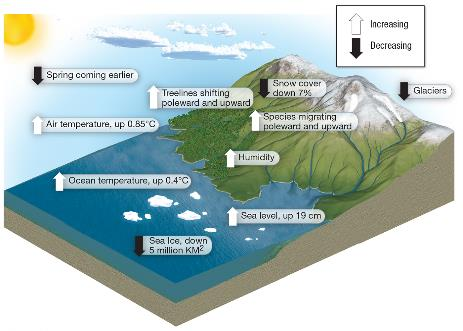 Increasing
Decreasing
Spring coming earlier
Snow cover
down 7%
Glaciers
Treelines shifting
poleward and upward
Air temperature, up 0.85°C
Species migrating
poleward and upward
Humidity
Ocean temperature, up 0.4°C
Sea level, up 19 cm
Sea Ice, down
5 million KM2